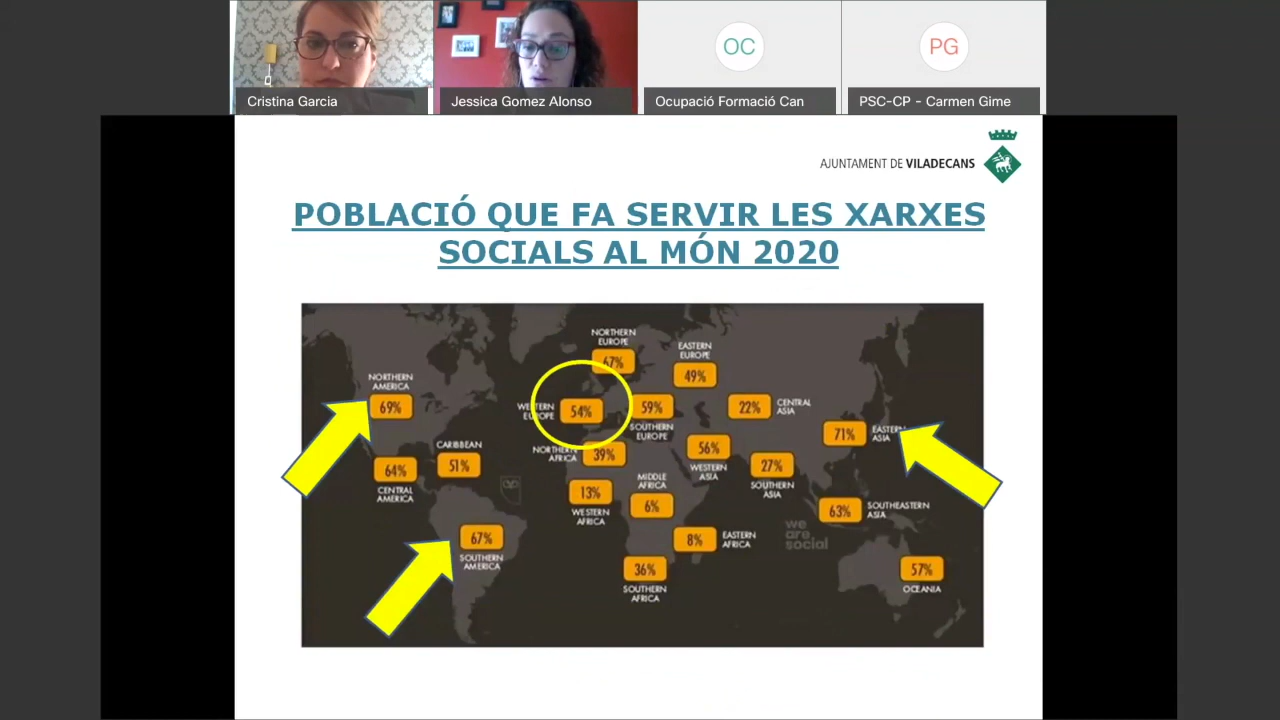 Cristina Garcia
Jessica Gomez Alonso
OC
Ocupació Formació Can
PG
PSC-CP - Carmen Gime
AJUNTAMENT DE VILADECANS
POBLACIÓ QUE FA SERVIR LES XARXES
SOCIALS AL MÓN 2020
NORTHERN
EUROPE
67%
EASTERN
EUROPE
49%
NORTHERN
AMERICA
69%
WESTERN
EUROPE
54%
59%
SOUTHERN
EUROPE
22%
CENTRAL
ASIA
71%
EASTERN
ASIA
CARIBBEAN
51%
64%
CENTRAL
AMERICA
NORTHERN
AFRICA
39%
56%
WESTERN
ASIA
27%
SOUTHERN
ASIA
13%
WESTERN
AFRICA
MIDDLE
AFRICA
6%
63%
SOUTHEASTERN
ASIA
67%
SOUTHERN
AMERICA
8%
EASTERN
AFRICA
we
are
social
36%
SOUTHERN
AFRICA
57%
OCEANIA